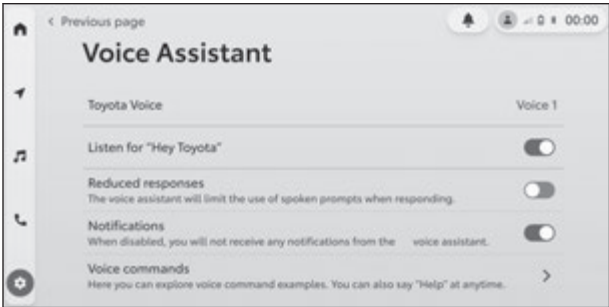 < Previous page
00:00
Voice Assistant
Toyota Voice
Voice 1
Listen for "Hey Toyota"
Reduced responses
The voice assistant will limit the use of spoken prompts when responding.
Notifications
When disabled, you will not receive any notifications from the voice assistant.
Voice commands
Here you can explore voice command examples. You can also say "Help" at anytime.